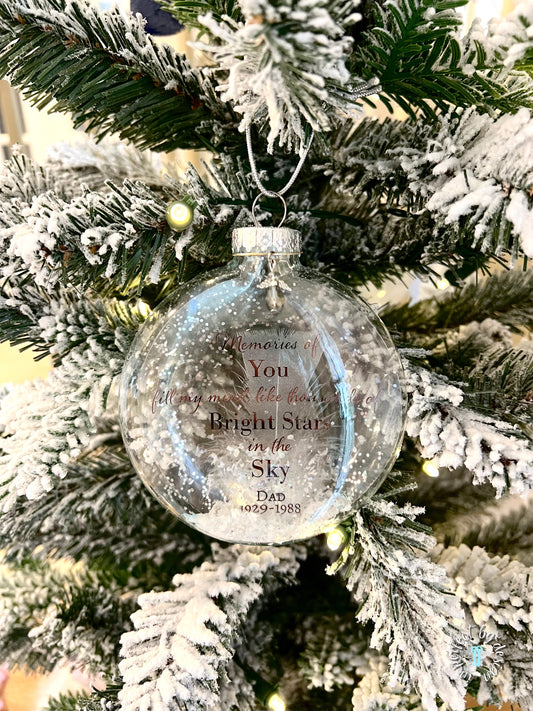 Memories of
You
fill my mind like thousands of
Bright Stars
in the
Sky
Dad
1929-1988